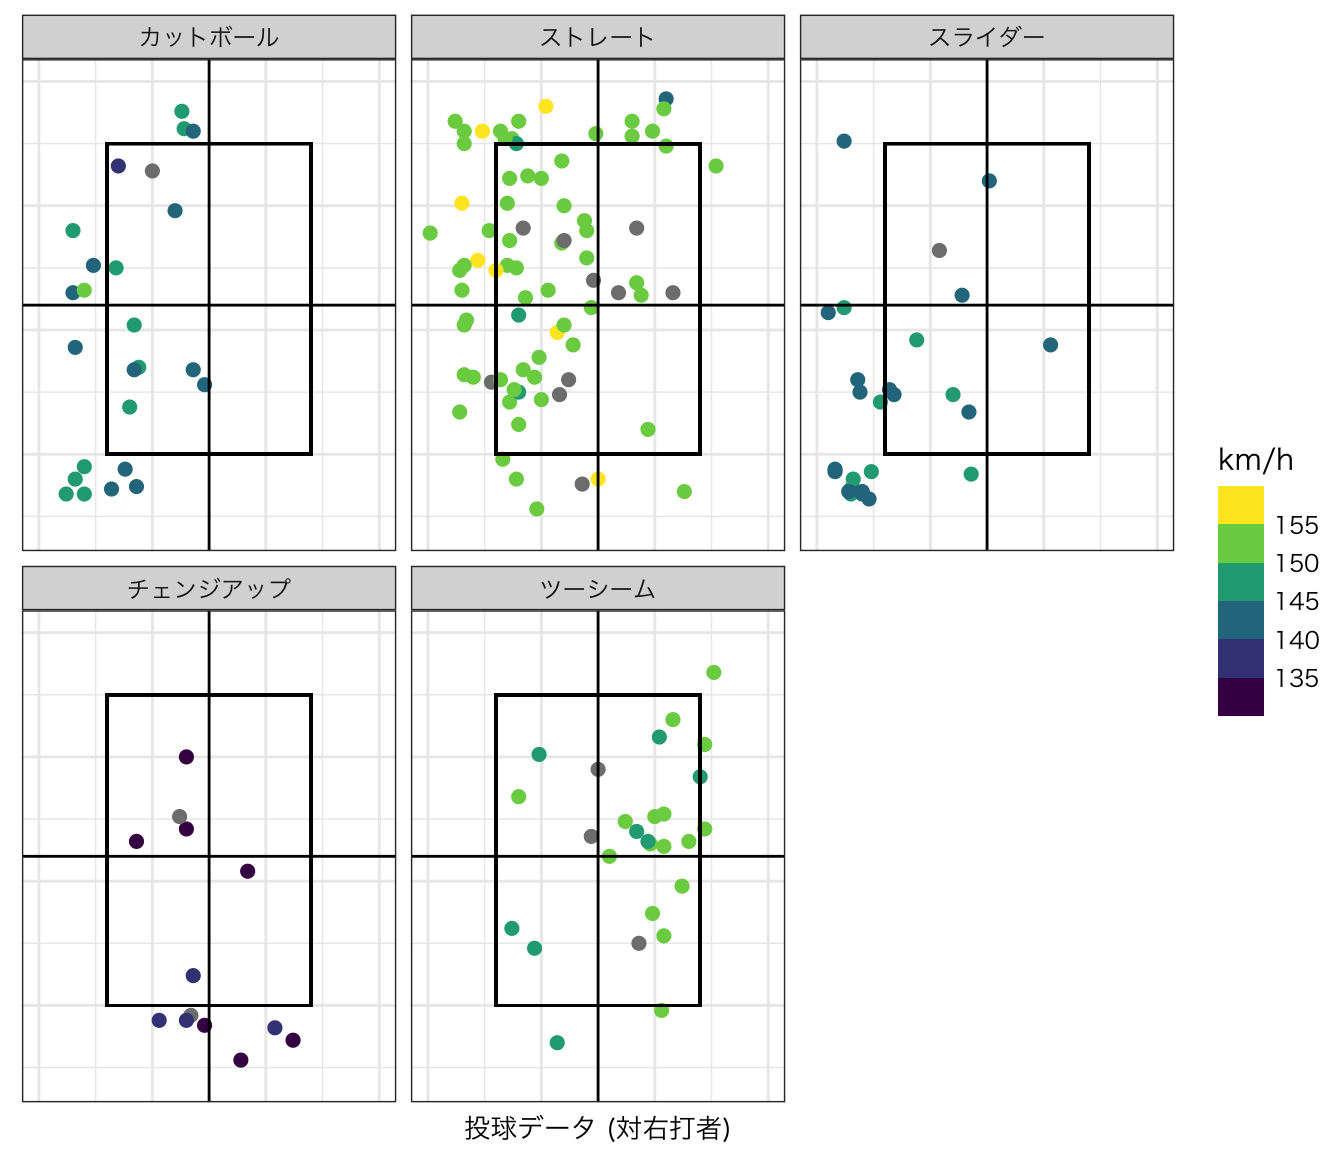 カットボール
ストレート
スライダー
チェンジアップ
ツーシーム
km/h
155
150
145
140
135
投球データ (対右打者)